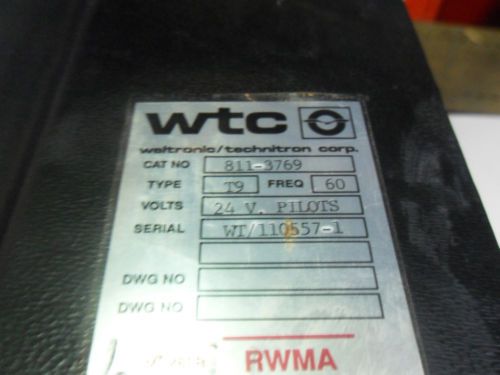 wtc
weltronic/technitron corp.
CAT NO 811-3769
TYPE T9 FREQ 60
VOLTS 24 V. PILOTS
SERIAL WT/110557-1
DWG NO
DWG NO
RWMA